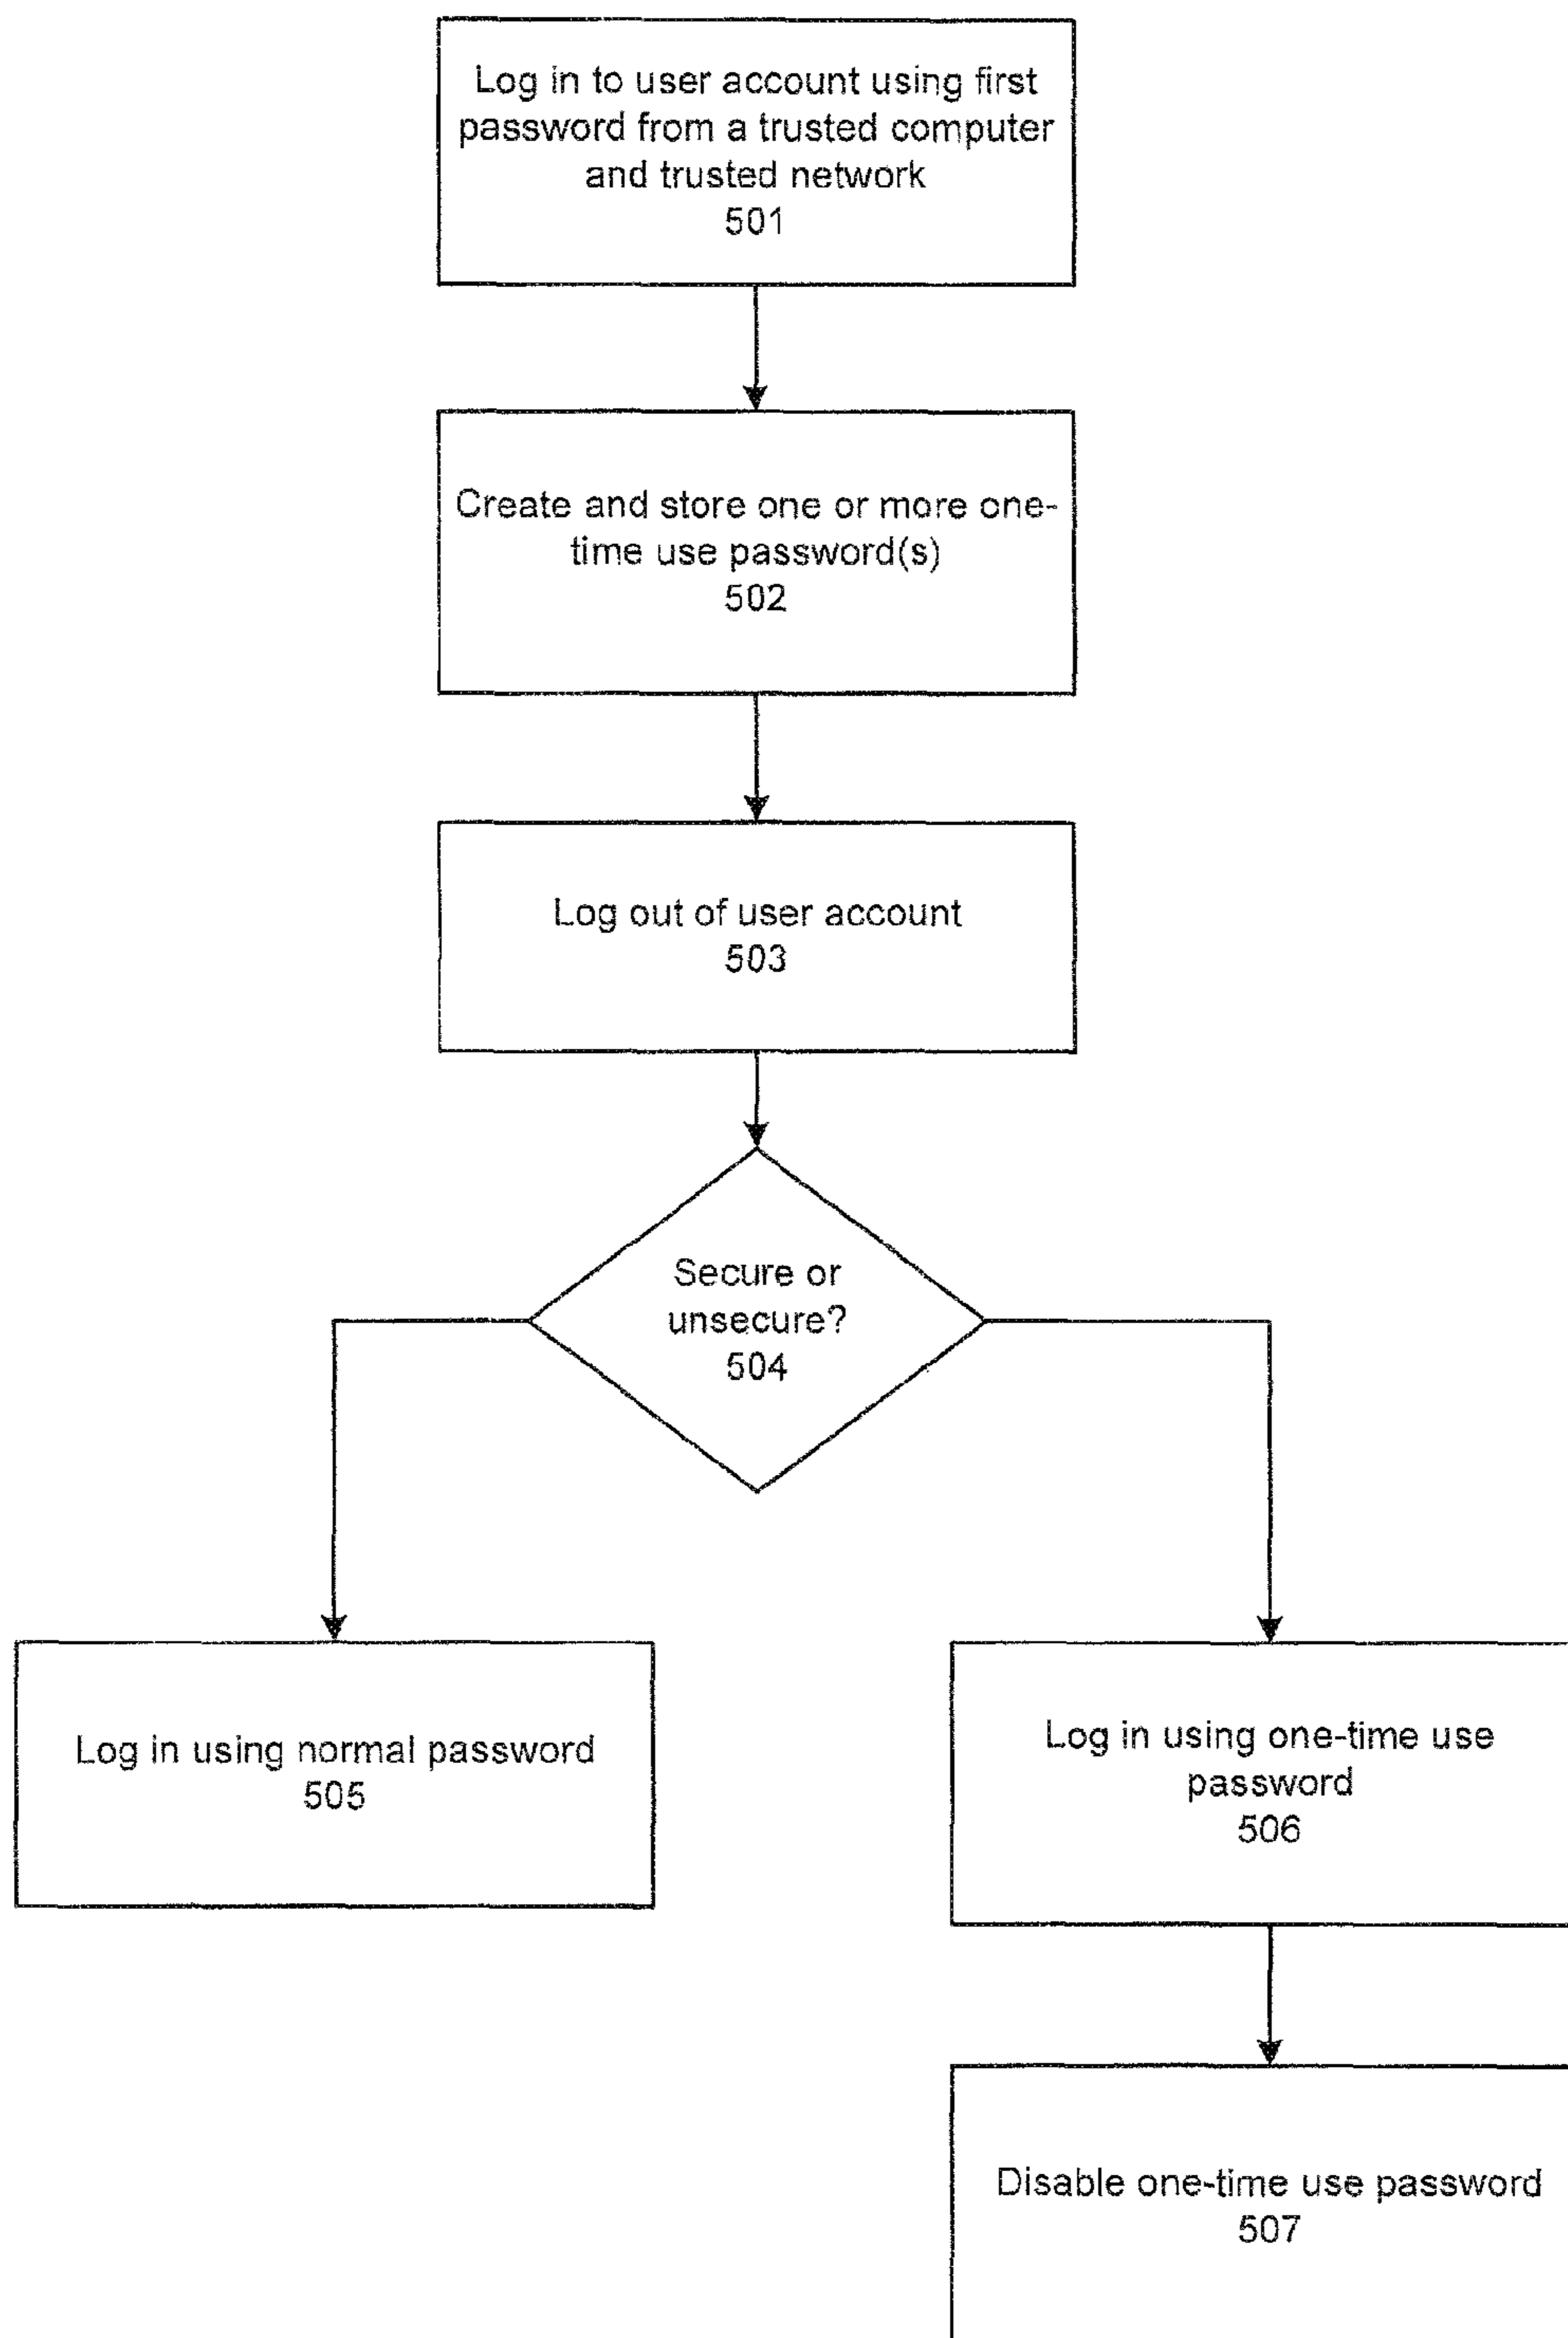 Log in to user account using first
password from a trusted computer
and trusted network
501
Create and store one or more one-
time use password(s)
502
Log out of user account
503
Secure or
unsecure?
504
Log in using normal password
505
Log in using one-time use
password
506
Disable one-time use password
507